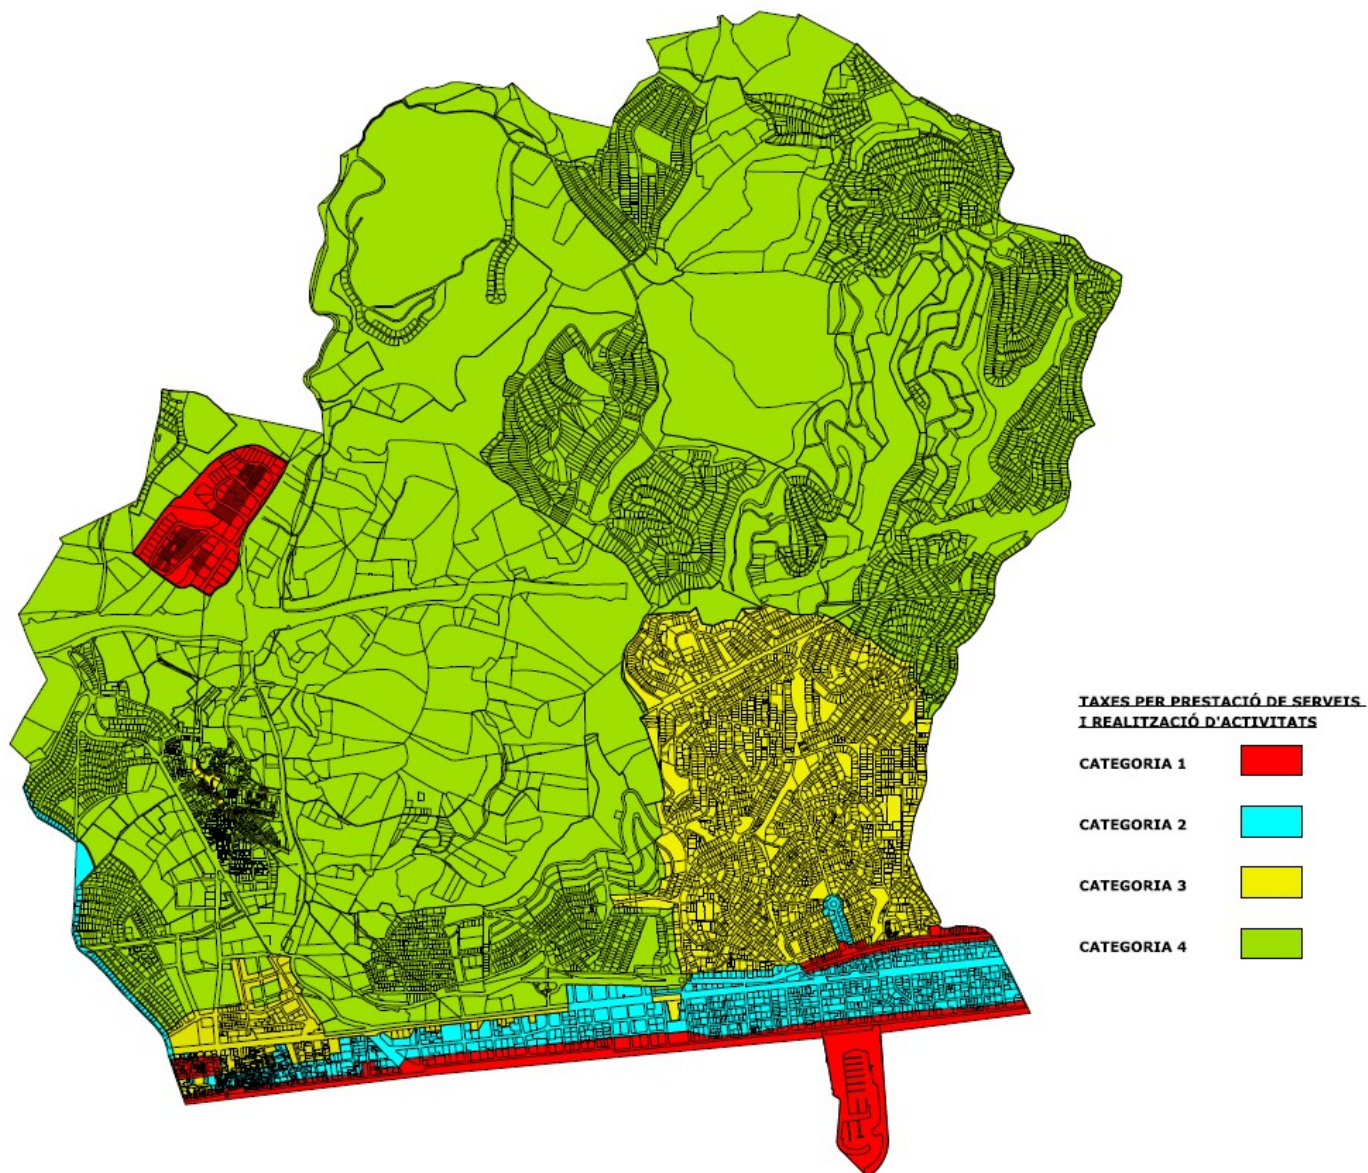 TAXES PER PRESTACIÓ DE SERVEIS
I REALITZACIÓ D'ACTIVITATS
CATEGORIA 1
CATEGORIA 2
CATEGORIA 3
CATEGORIA 4